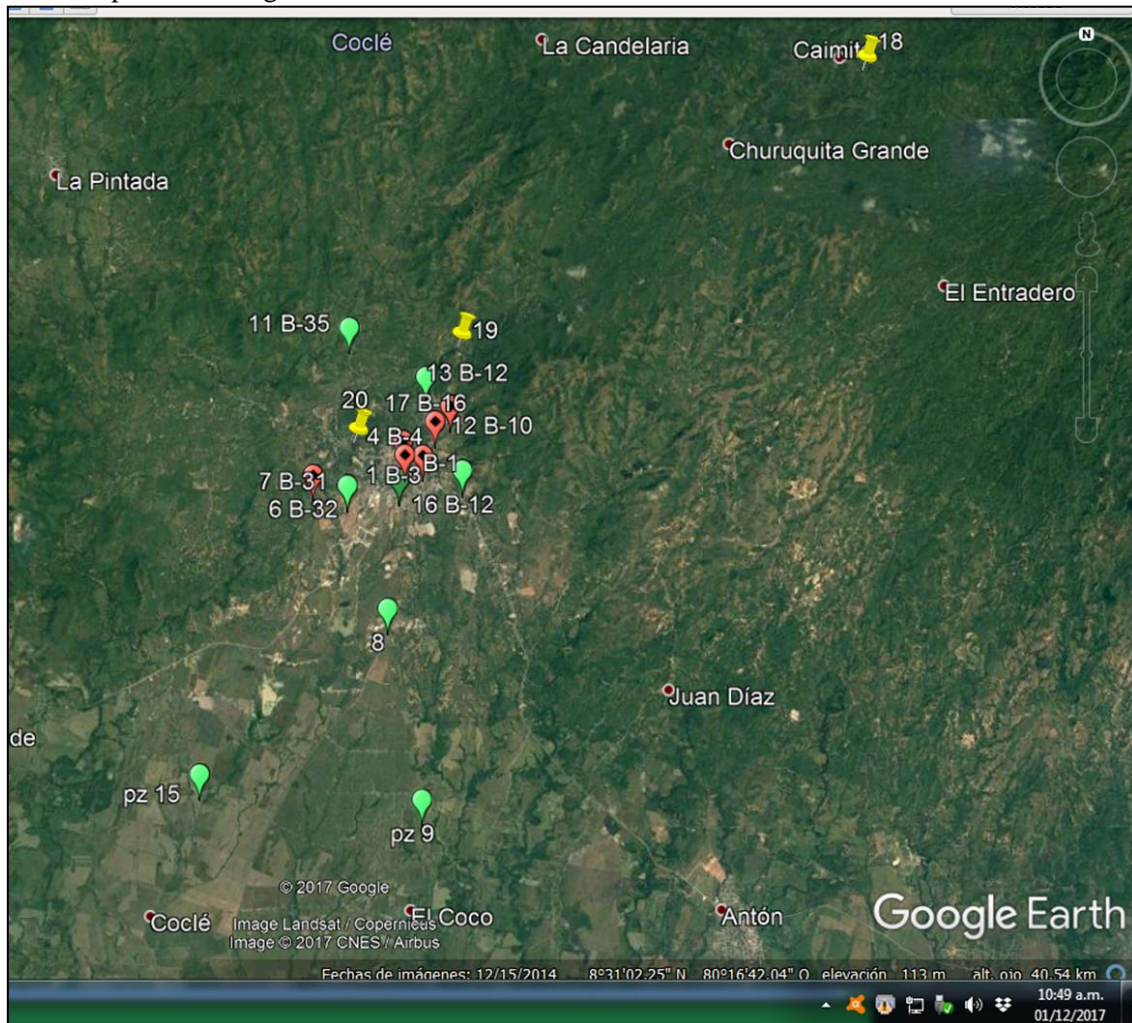 Coclé
La Candelaria
Caimit
18
Churuquita Grande
La Pintada
El Entradero
11 B-35
19
13 B-12
20
17 B-16
4 B-4
12 B-10
B-1
7 B-31
1 B-3
6 B-32
16 B-12
8
Juan Díaz
de
pz 15
pz 9
© 2017 Google
Coclé
Image Landsat / Copernicus
El Coco
Antón
Google Earth
Image © 2017 CNES / Airbus
Fechas de imágenes: 12/15/2014 8°31'02.25" N 80°16'42.04" O elevación 113 m alt. ojo 40.54 km
N
10:49 a.m.
01/12/2017